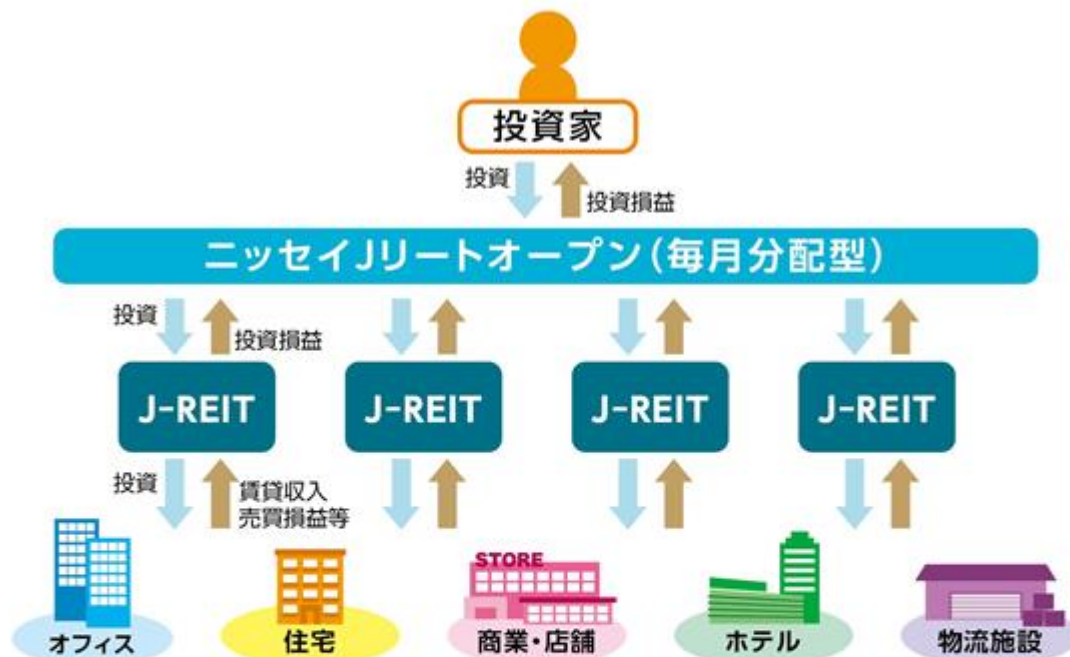 投資家
投資
投資損益
ニッセイJリートオープン(毎月分配型)
投資
投資損益
J-REIT
J-REIT
J-REIT
J-REIT
投資
賃貸収入
売買損益等
STORE
オフィス
住宅
商業・店舗
ホテル
物流施設